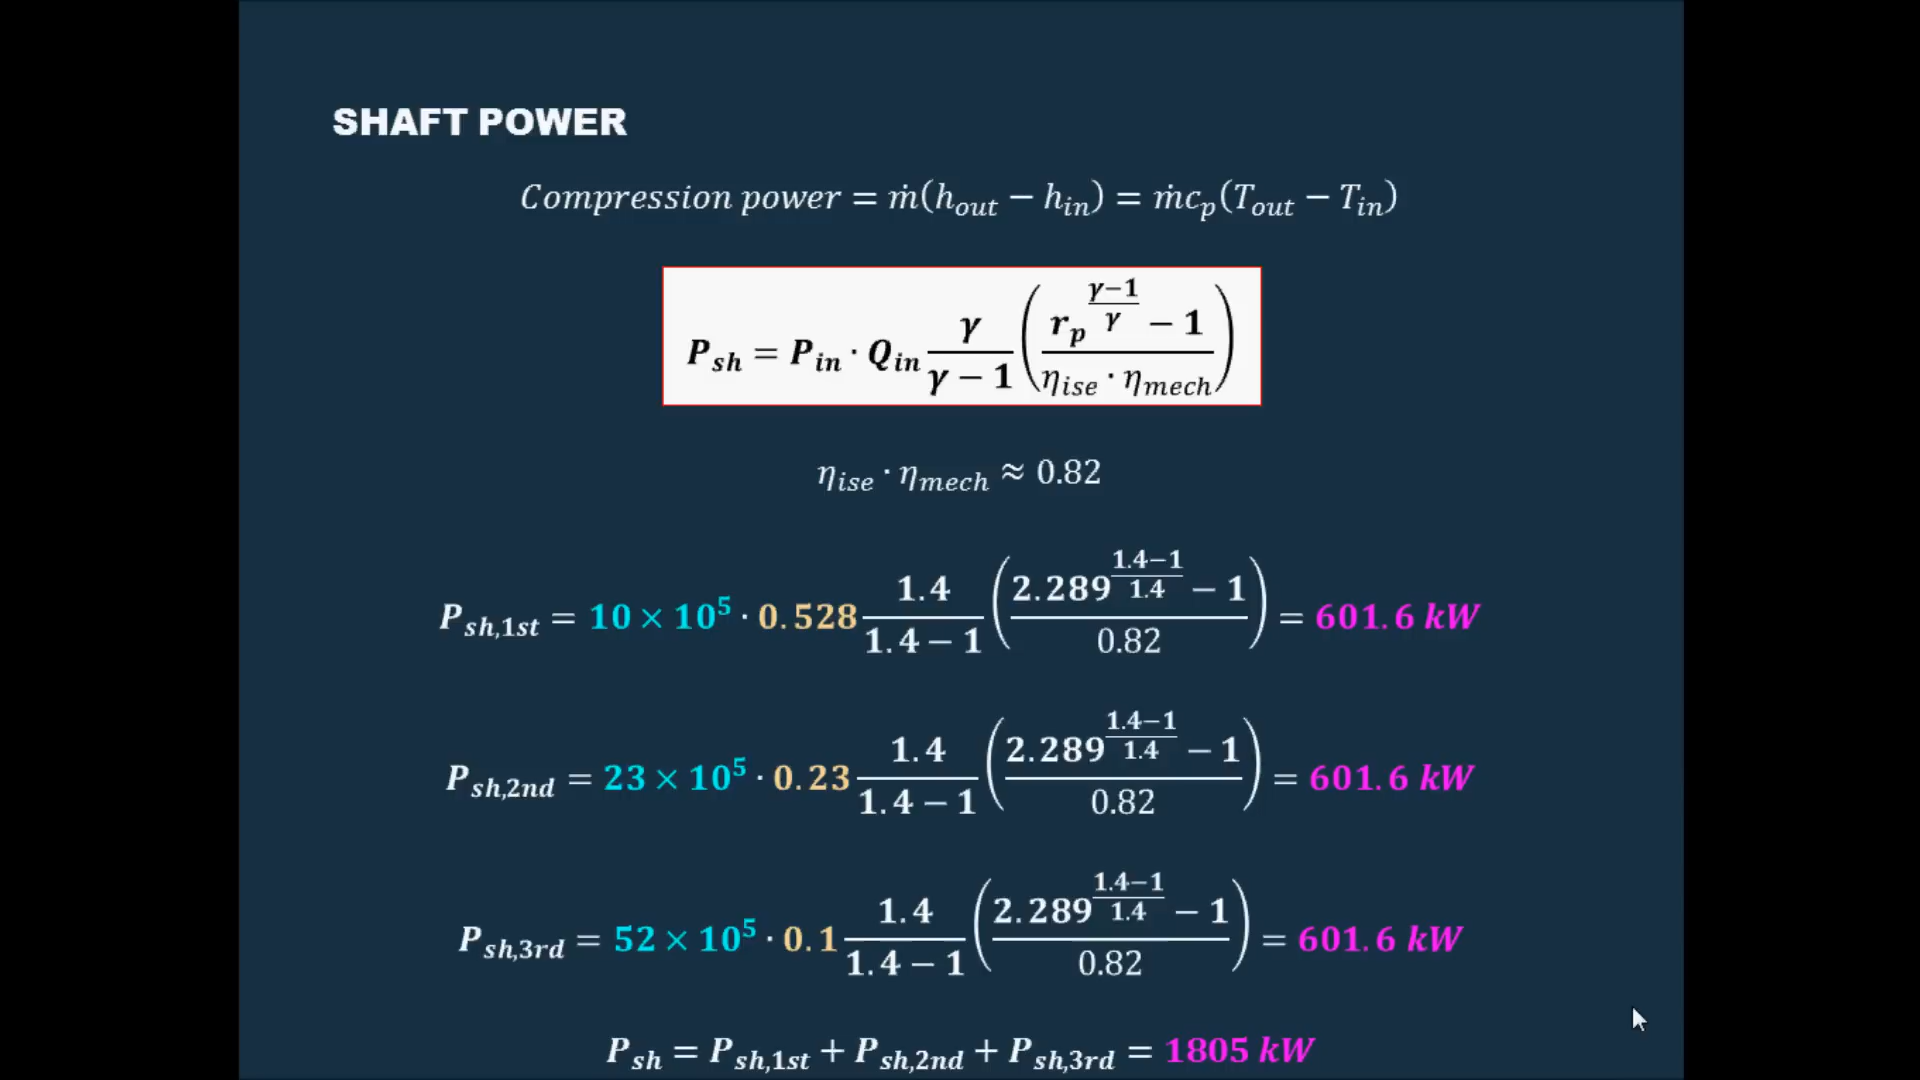 SHAFT POWER
Compression power = ṁ(h_out − h_in) = ṁc_p(T_out − T_in)
P_sh = P_in · Q_in γ/(γ − 1) ((r_p^((γ−1)/γ) − 1)/(η_ise · η_mech))
η_ise · η_mech ≈ 0.82
P_sh,1st = 10 × 10^5 · 0.528 1.4/(1.4 − 1) ((2.289^((1.4−1)/1.4) − 1)/0.82) = 601.6 kW
P_sh,2nd = 23 × 10^5 · 0.23 1.4/(1.4 − 1) ((2.289^((1.4−1)/1.4) − 1)/0.82) = 601.6 kW
P_sh,3rd = 52 × 10^5 · 0.1 1.4/(1.4 − 1) ((2.289^((1.4−1)/1.4) − 1)/0.82) = 601.6 kW
P_sh = P_sh,1st + P_sh,2nd + P_sh,3rd = 1805 kW